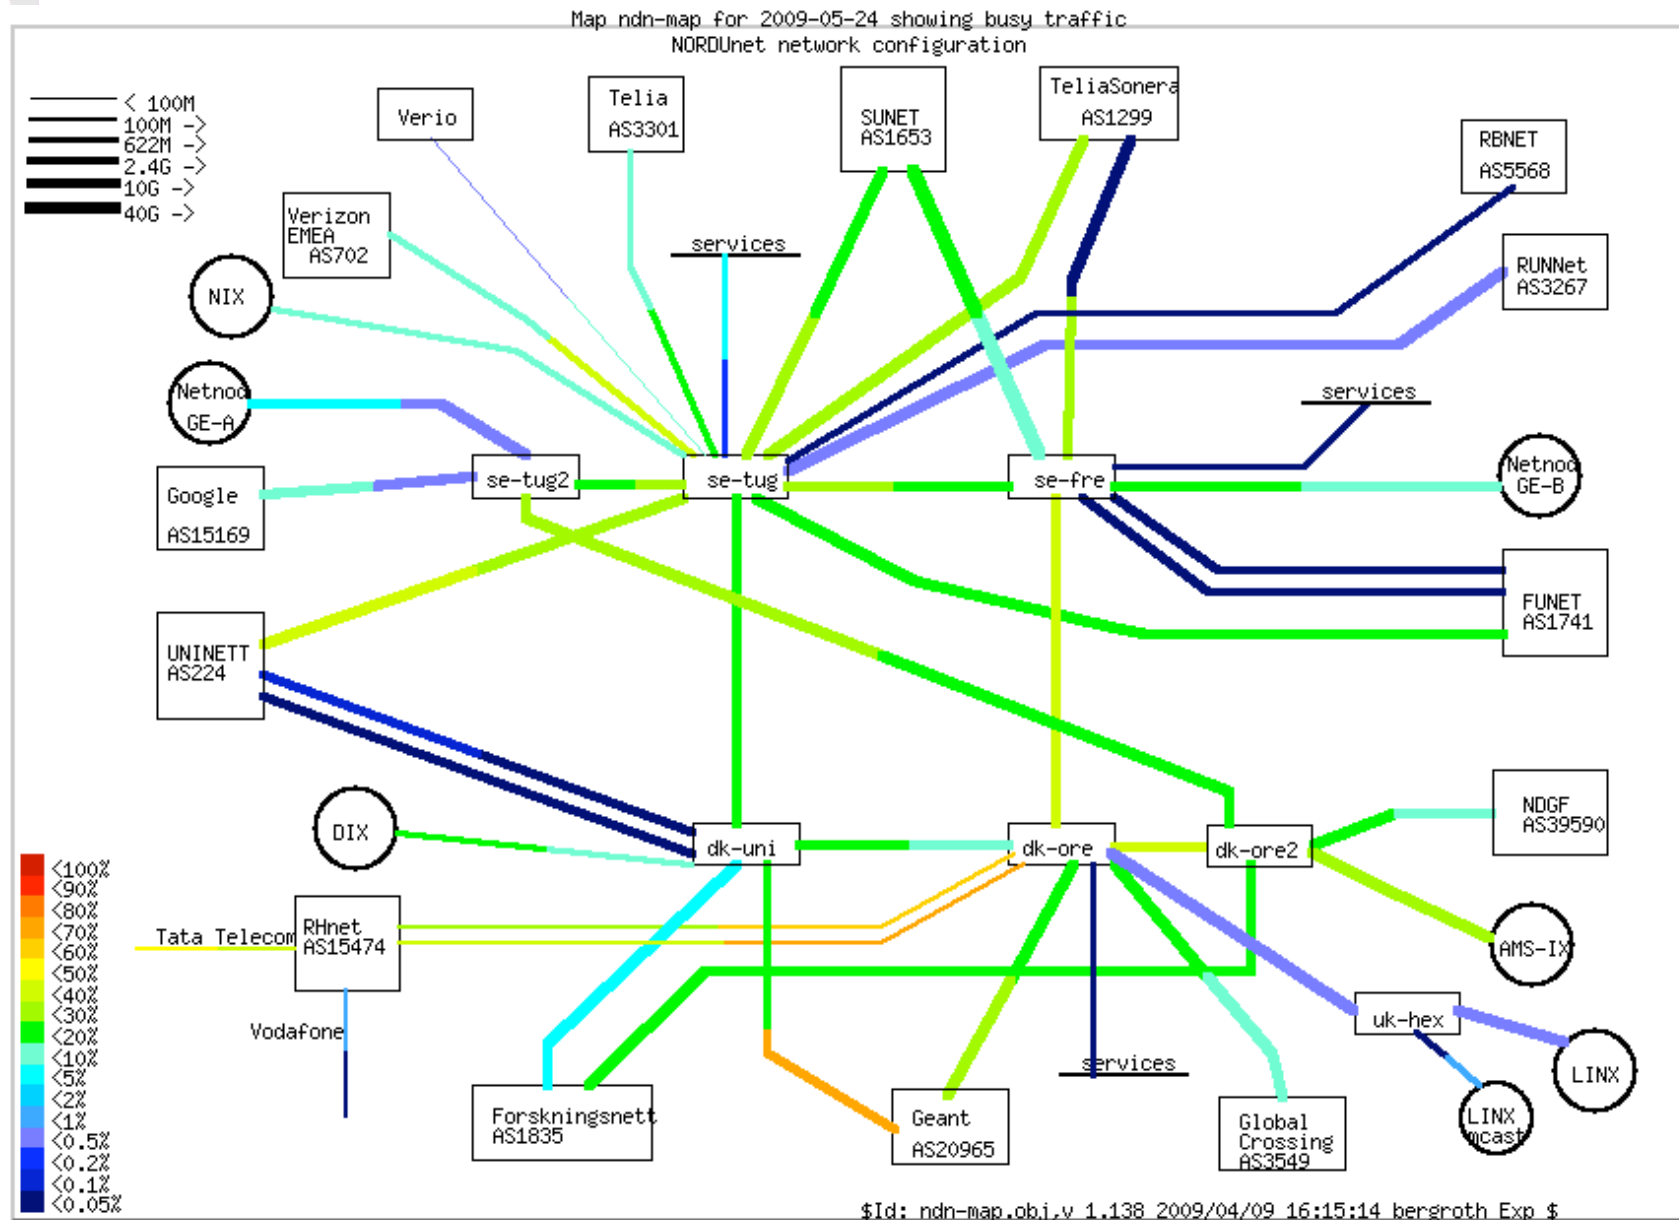 Map ndn-map for 2009-05-24 showing busy traffic
NORDUnet network configuration
< 100M
100M ->
622M ->
2.4G ->
10G ->
40G ->
Verio
Telia
AS3301
SUNET
AS1653
TeliaSonera
AS1299
RBNET
AS5568
Verizon
EMEA
AS702
services
RUNNet
AS3267
NIX
Netnod
GE-A
services
Google
AS15169
se-tug2
se-tug
se-fre
Netnod
GE-B
FUNET
AS1741
UNINETT
AS224
DIX
dk-uni
dk-ore
dk-ore2
NDGF
AS39590
Tata Telecom
RHnet
AS15474
AMS-IX
Vodafone
uk-hex
LINX
LINX
mcast
services
Forskningsnett
AS1835
Geant
AS20965
Global
Crossing
AS3549
<100%
<90%
<80%
<70%
<60%
<50%
<40%
<30%
<20%
<10%
<5%
<2%
<1%
<0.5%
<0.2%
<0.1%
<0.05%
$Id: ndn-map.obj,v 1.138 2009/04/09 16:15:14 bergroth Exp $